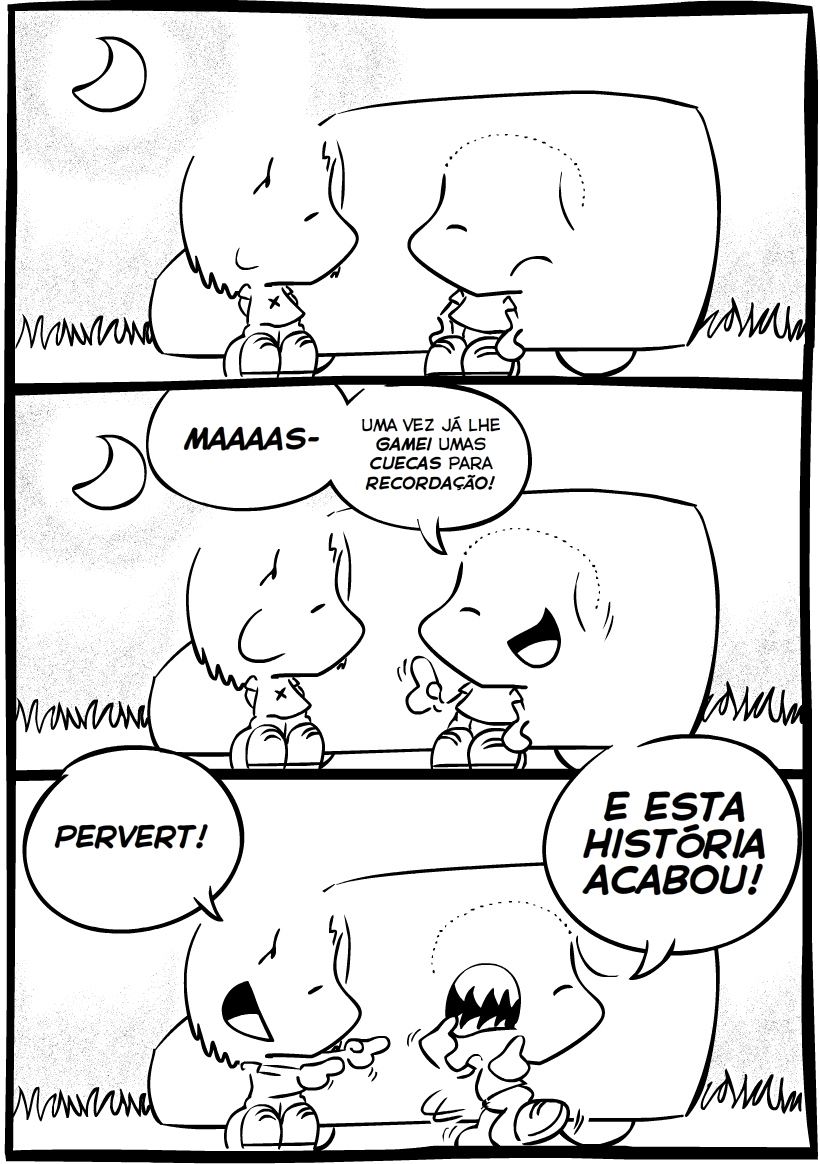 MAAAAS-
UMA VEZ JÁ LHE
GAMEI UMAS
CUECAS PARA
RECORDAÇÃO!
PERVERT!
E ESTA
HISTÓRIA
ACABOU!